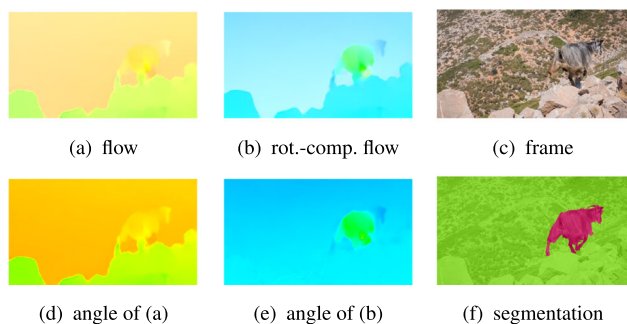 (a) flow
(b) rot.-comp. flow
(c) frame
(d) angle of (a)
(e) angle of (b)
(f) segmentation